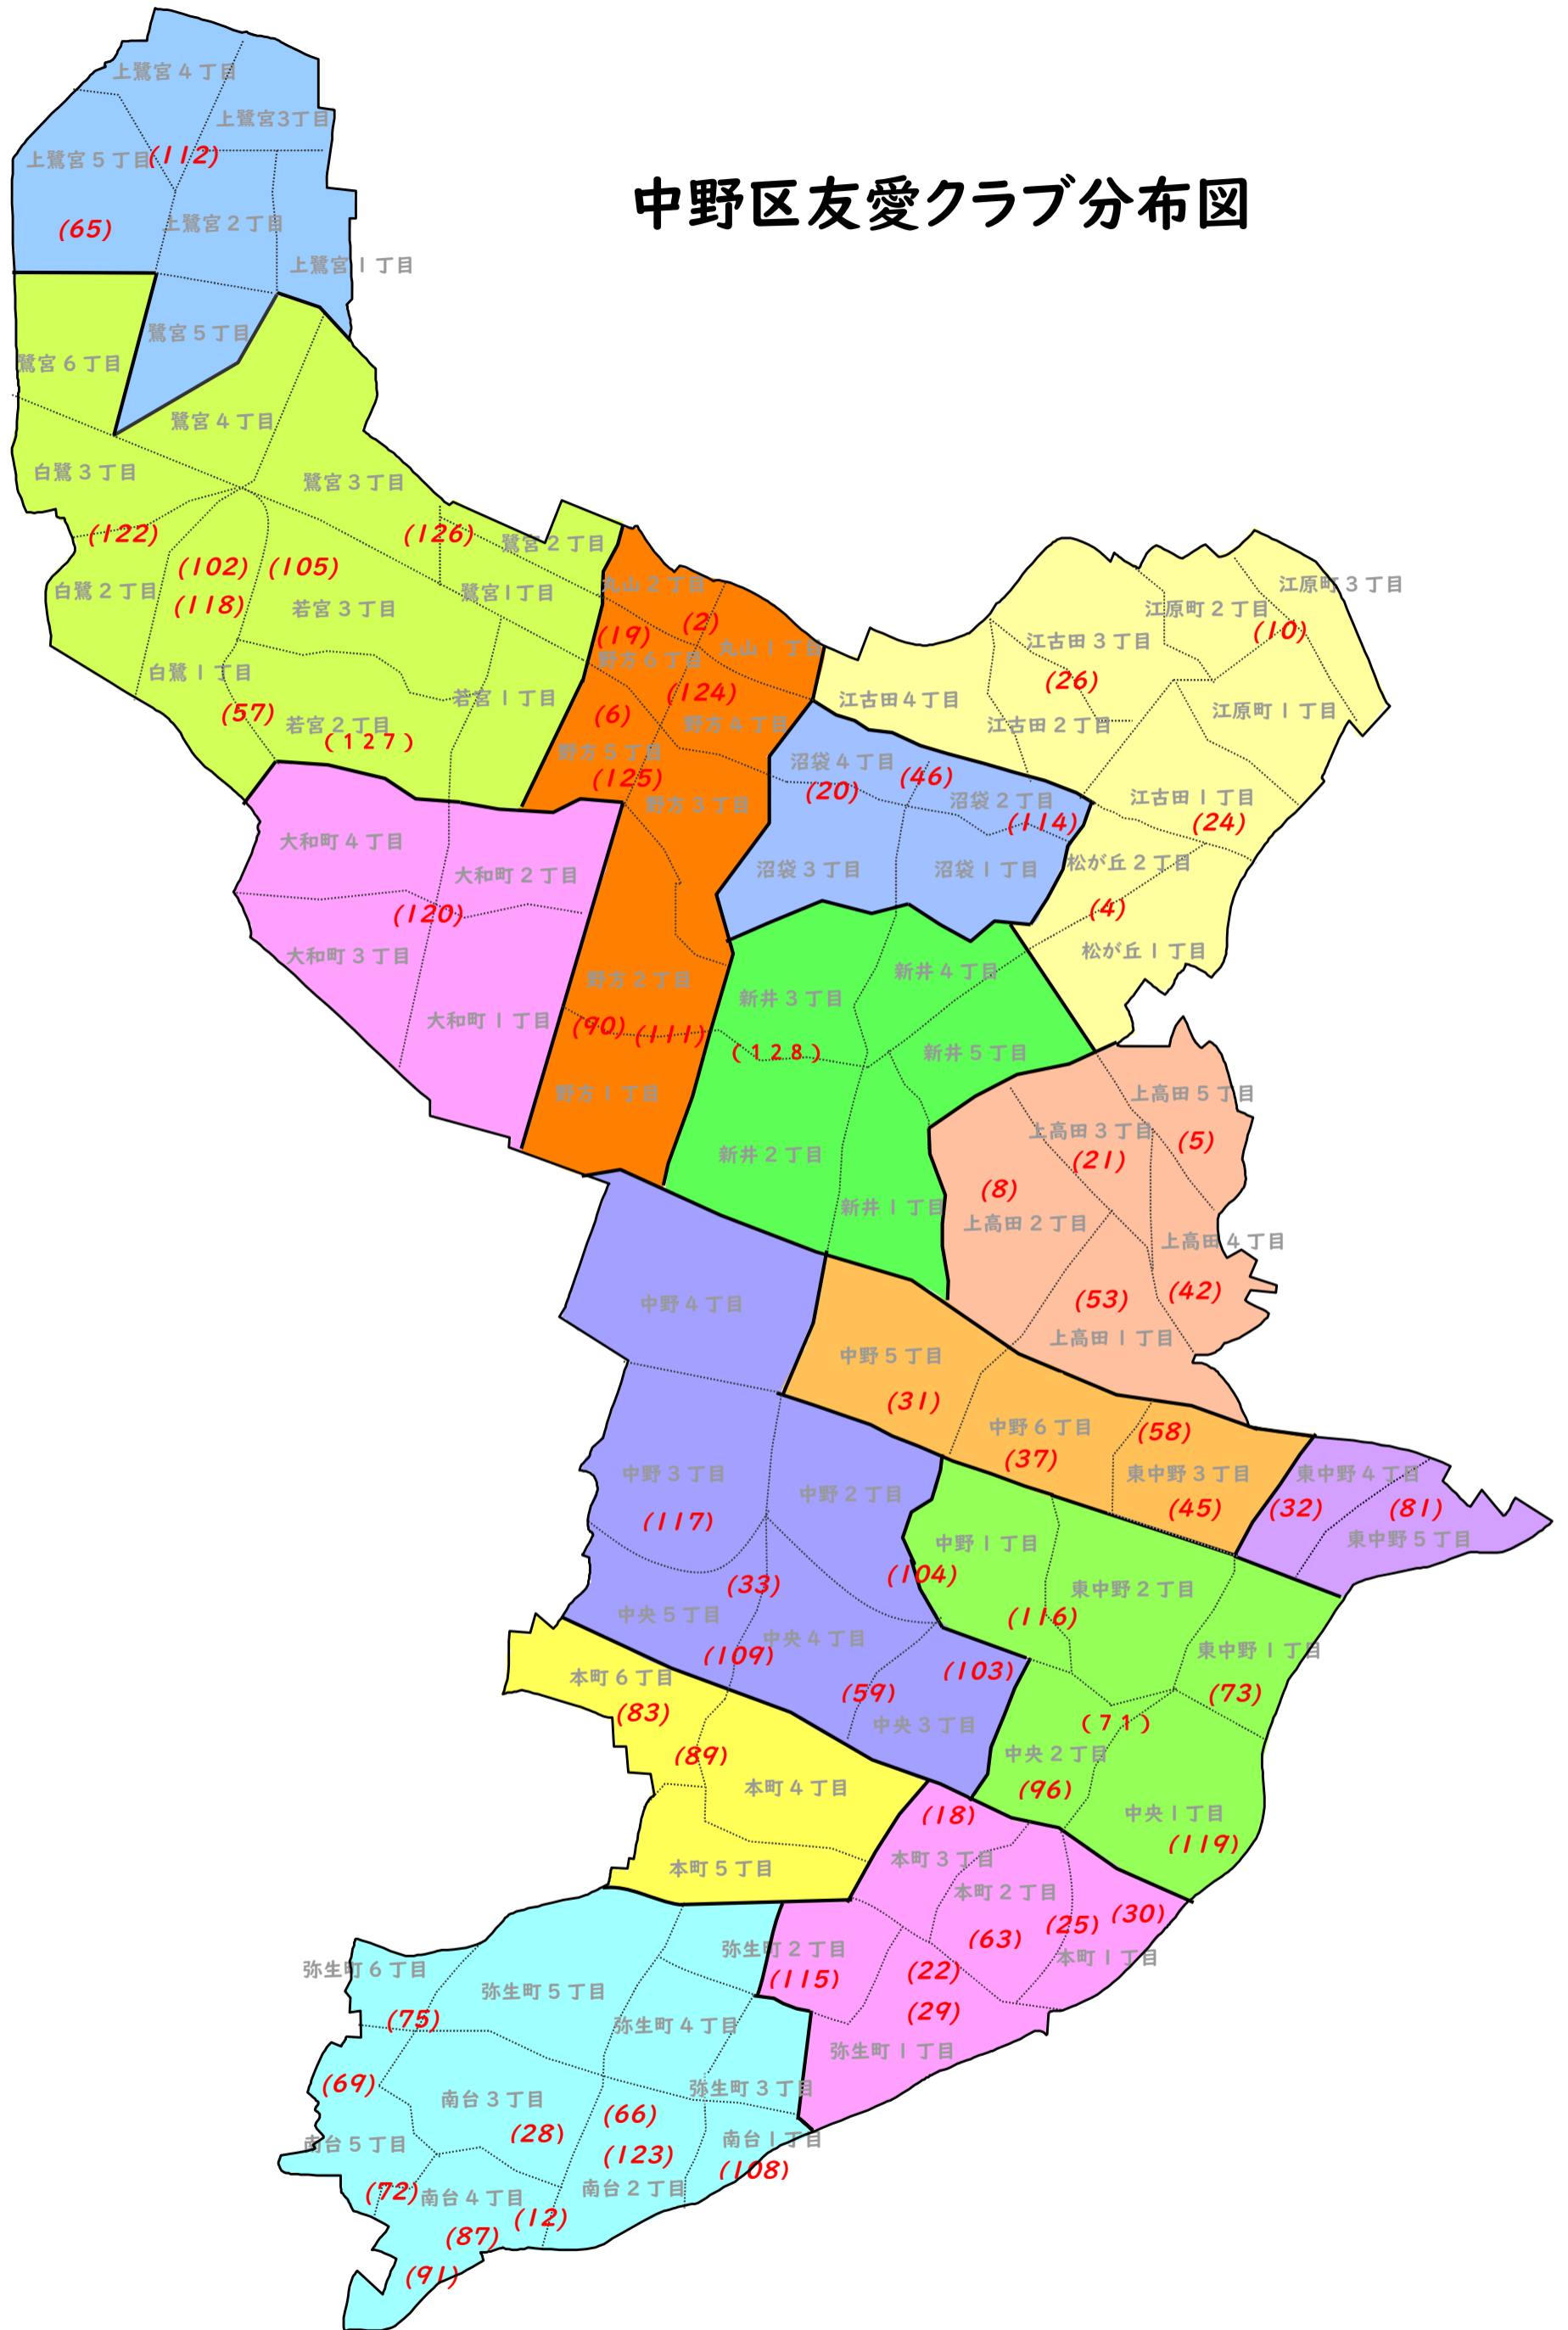 中野区友愛クラブ分布図
上鷺宮4丁目
上鷺宮3丁目
上鷺宮5丁目
(112)
(65)
上鷺宮2丁目
上鷺宮1丁目
鷺宮5丁目
鷺宮6丁目
鷺宮4丁目
白鷺3丁目
鷺宮3丁目
(122)
(126)
鷺宮2丁目
(102)
(105)
白鷺2丁目
(118)
若宮3丁目
鷺宮1丁目
白鷺1丁目
(57)
若宮2丁目
(127)
若宮1丁目
丸山2丁目
(19)
(2)
野方6丁目
丸山1丁目
(124)
(6)
野方4丁目
野方5丁目
(125)
野方3丁目
江原町3丁目
江原町2丁目
(10)
江古田3丁目
(26)
江古田4丁目
江古田2丁目
江原町1丁目
沼袋4丁目
(46)
(20)
沼袋2丁目
(114)
江古田1丁目
(24)
沼袋3丁目
沼袋1丁目
松が丘2丁目
(4)
松が丘1丁目
大和町4丁目
大和町2丁目
(120)
大和町3丁目
大和町1丁目
野方2丁目
(90)
(111)
野方1丁目
新井4丁目
新井3丁目
(128)
新井5丁目
新井2丁目
新井1丁目
上高田5丁目
上高田3丁目
(5)
(21)
(8)
上高田2丁目
上高田4丁目
(53)
(42)
上高田1丁目
中野4丁目
中野5丁目
(31)
中野6丁目
(58)
(37)
東中野3丁目
(45)
東中野4丁目
(32)
(81)
東中野5丁目
中野3丁目
(117)
中野2丁目
中野1丁目
(33)
(104)
東中野2丁目
中央5丁目
(116)
中央4丁目
(109)
(103)
東中野1丁目
本町6丁目
(59)
(73)
(83)
中央3丁目
(71)
(89)
中央2丁目
本町4丁目
(96)
(18)
中央1丁目
(119)
本町5丁目
本町3丁目
本町2丁目
(30)
(25)
(63)
弥生町2丁目
本町1丁目
弥生町6丁目
(115)
(22)
弥生町5丁目
(29)
(75)
弥生町4丁目
弥生町1丁目
(69)
弥生町3丁目
南台3丁目
(66)
(28)
南台5丁目
南台1丁目
(123)
(108)
(72)
南台4丁目
南台2丁目
(12)
(87)
(91)